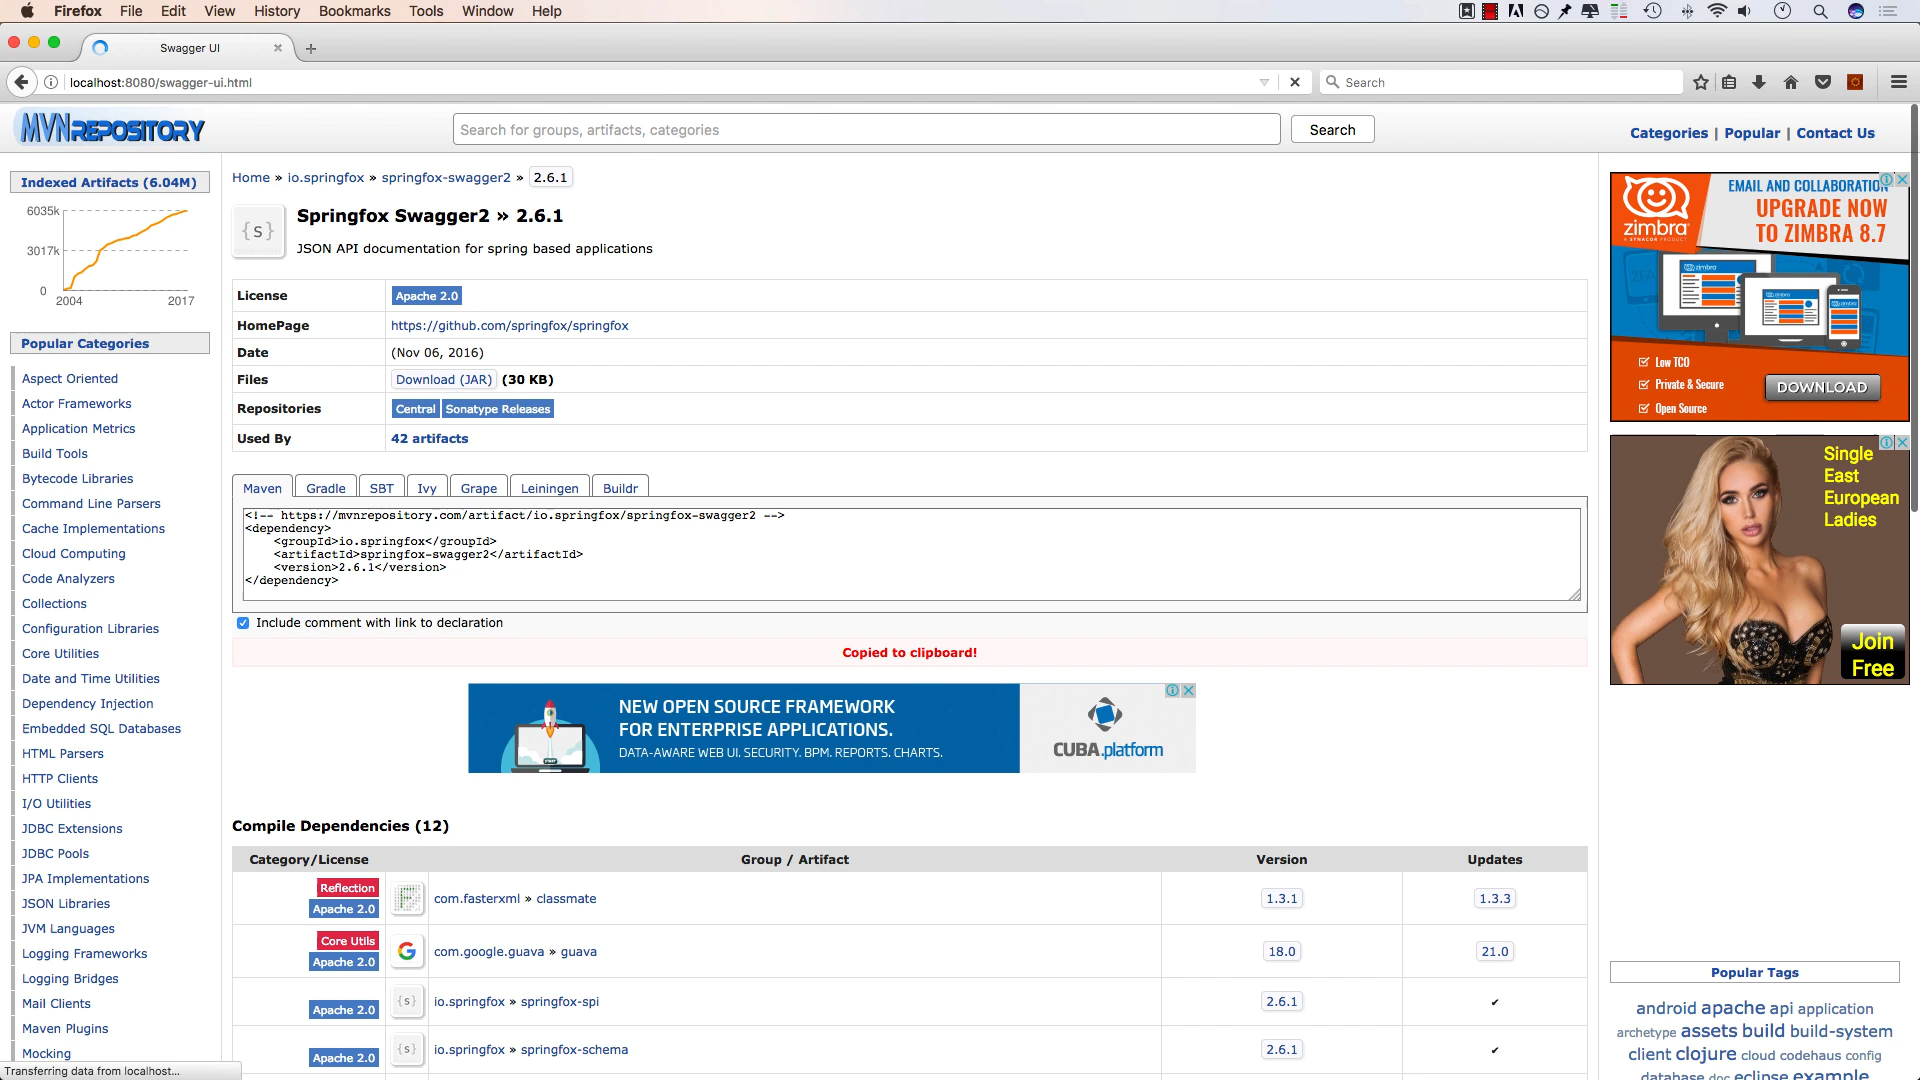 Firefox File Edit View History Bookmarks Tools Window Help
Swagger UI
localhost:8080/swagger-ui.html
Search
MVNREPOSITORY
Search for groups, artifacts, categories
Search
Categories | Popular | Contact Us
Indexed Artifacts (6.04M)
6035k
3017k
0
2004 2017
Popular Categories
Aspect Oriented
Actor Frameworks
Application Metrics
Build Tools
Bytecode Libraries
Command Line Parsers
Cache Implementations
Cloud Computing
Code Analyzers
Collections
Configuration Libraries
Core Utilities
Date and Time Utilities
Dependency Injection
Embedded SQL Databases
HTML Parsers
HTTP Clients
I/O Utilities
JDBC Extensions
JDBC Pools
JPA Implementations
JSON Libraries
JVM Languages
Logging Frameworks
Logging Bridges
Mail Clients
Maven Plugins
Mocking
Transferring data from localhost...
Home » io.springfox » springfox-swagger2 » 2.6.1
{s}
Springfox Swagger2 » 2.6.1
JSON API documentation for spring based applications
License Apache 2.0
HomePage https://github.com/springfox/springfox
Date (Nov 06, 2016)
Files Download (JAR) (30 KB)
Repositories Central Sonatype Releases
Used By 42 artifacts
Maven Gradle SBT Ivy Grape Leiningen Buildr
<!-- https://mvnrepository.com/artifact/io.springfox/springfox-swagger2 -->
<dependency>
<groupId>io.springfox</groupId>
<artifactId>springfox-swagger2</artifactId>
<version>2.6.1</version>
</dependency>
Include comment with link to declaration
Copied to clipboard!
NEW OPEN SOURCE FRAMEWORK
FOR ENTERPRISE APPLICATIONS.
DATA-AWARE WEB UI. SECURITY. BPM. REPORTS. CHARTS.
CUBA.platform
Compile Dependencies (12)
Category/License Group / Artifact Version Updates
Reflection
Apache 2.0
com.fasterxml » classmate 1.3.1 1.3.3
Core Utils
Apache 2.0
com.google.guava » guava 18.0 21.0
Apache 2.0 {s} io.springfox » springfox-spi 2.6.1 ✔
Apache 2.0 {s} io.springfox » springfox-schema 2.6.1 ✔
zimbra
A SYNACOR PRODUCT
EMAIL AND COLLABORATION
UPGRADE NOW
TO ZIMBRA 8.7
Low TCO
Private & Secure
Open Source
DOWNLOAD
Single
East
European
Ladies
Join
Free
Popular Tags
android apache api application
archetype assets build build-system
client clojure cloud codehaus config
database doc eclipse example